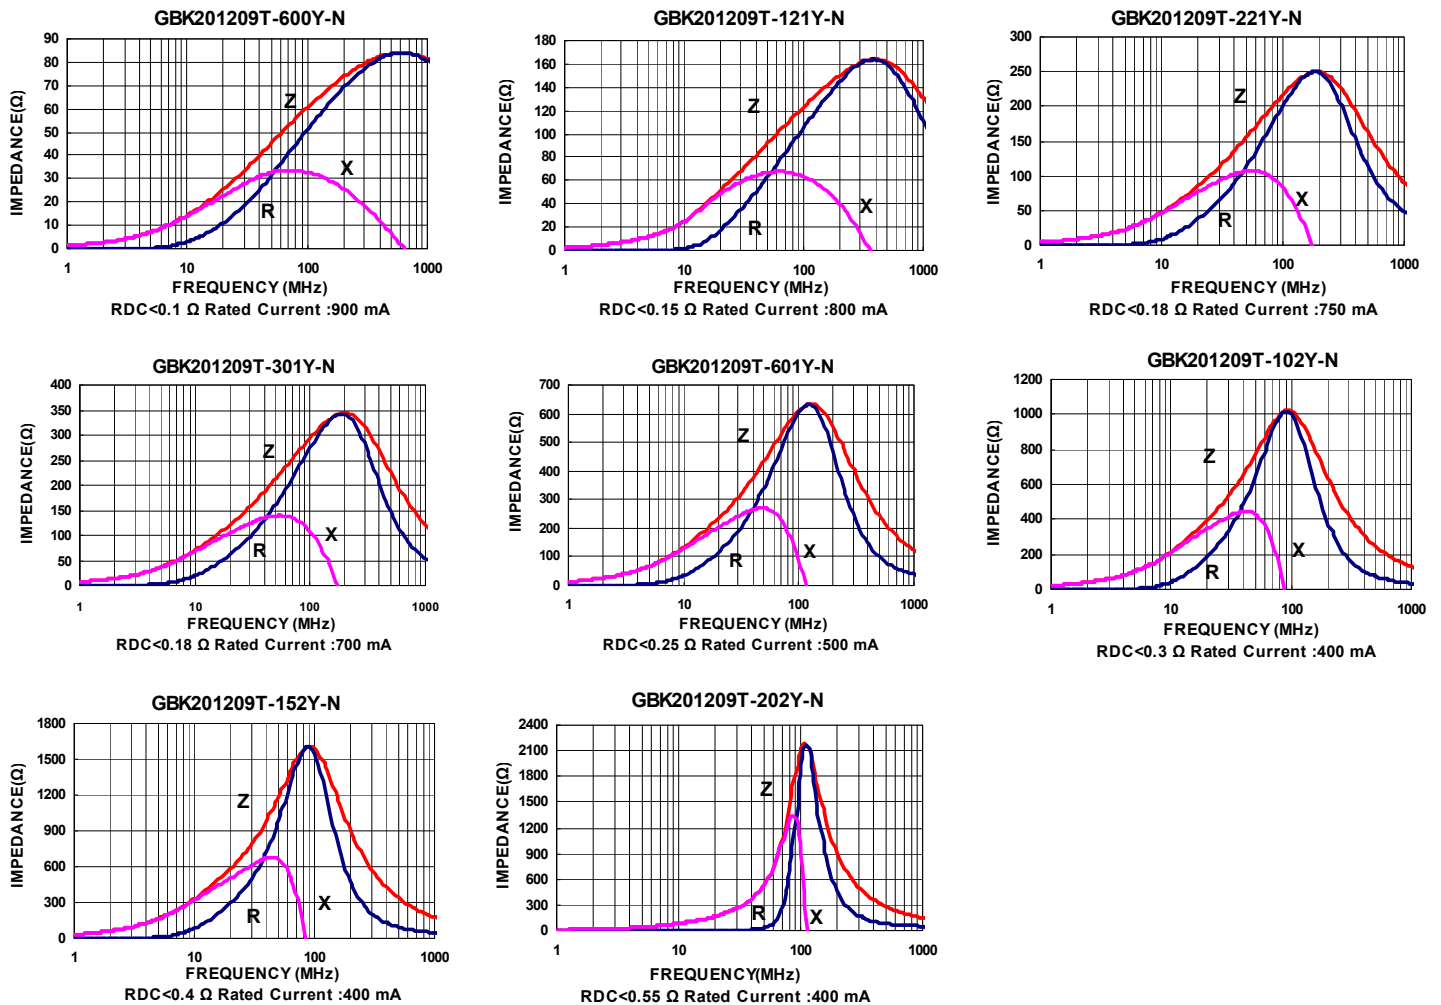 GBK201209T-600Y-N
90
80
70
60
50
40
30
20
10
0
IMPEDANCE(Ω)
Z
X
R
1 10 100 1000
FREQUENCY (MHz)
RDC<0.1 Ω Rated Current :900 mA
GBK201209T-121Y-N
180
160
140
120
100
80
60
40
20
0
IMPEDANCE(Ω)
Z
X
R
1 10 100 1000
FREQUENCY (MHz)
RDC<0.15 Ω Rated Current :800 mA
GBK201209T-221Y-N
300
250
200
150
100
50
0
IMPEDANCE(Ω)
Z
X
R
1 10 100 1000
FREQUENCY (MHz)
RDC<0.18 Ω Rated Current :750 mA
GBK201209T-301Y-N
400
350
300
250
200
150
100
50
0
IMPEDANCE(Ω)
Z
X
R
1 10 100 1000
FREQUENCY (MHz)
RDC<0.18 Ω Rated Current :700 mA
GBK201209T-601Y-N
700
600
500
400
300
200
100
0
IMPEDANCE(Ω)
Z
X
R
1 10 100 1000
FREQUENCY (MHz)
RDC<0.25 Ω Rated Current :500 mA
GBK201209T-102Y-N
1200
1000
800
600
400
200
0
IMPEDANCE(Ω)
Z
X
R
1 10 100 1000
FREQUENCY (MHz)
RDC<0.3 Ω Rated Current :400 mA
GBK201209T-152Y-N
1800
1500
1200
900
600
300
0
IMPEDANCE(Ω)
Z
X
R
1 10 100 1000
FREQUENCY (MHz)
RDC<0.4 Ω Rated Current :400 mA
GBK201209T-202Y-N
2400
2100
1800
1500
1200
900
600
300
0
IMPEDANCE(Ω)
Z
R
X
1 10 100 1000
FREQUENCY(MHz)
RDC<0.55 Ω Rated Current :400 mA